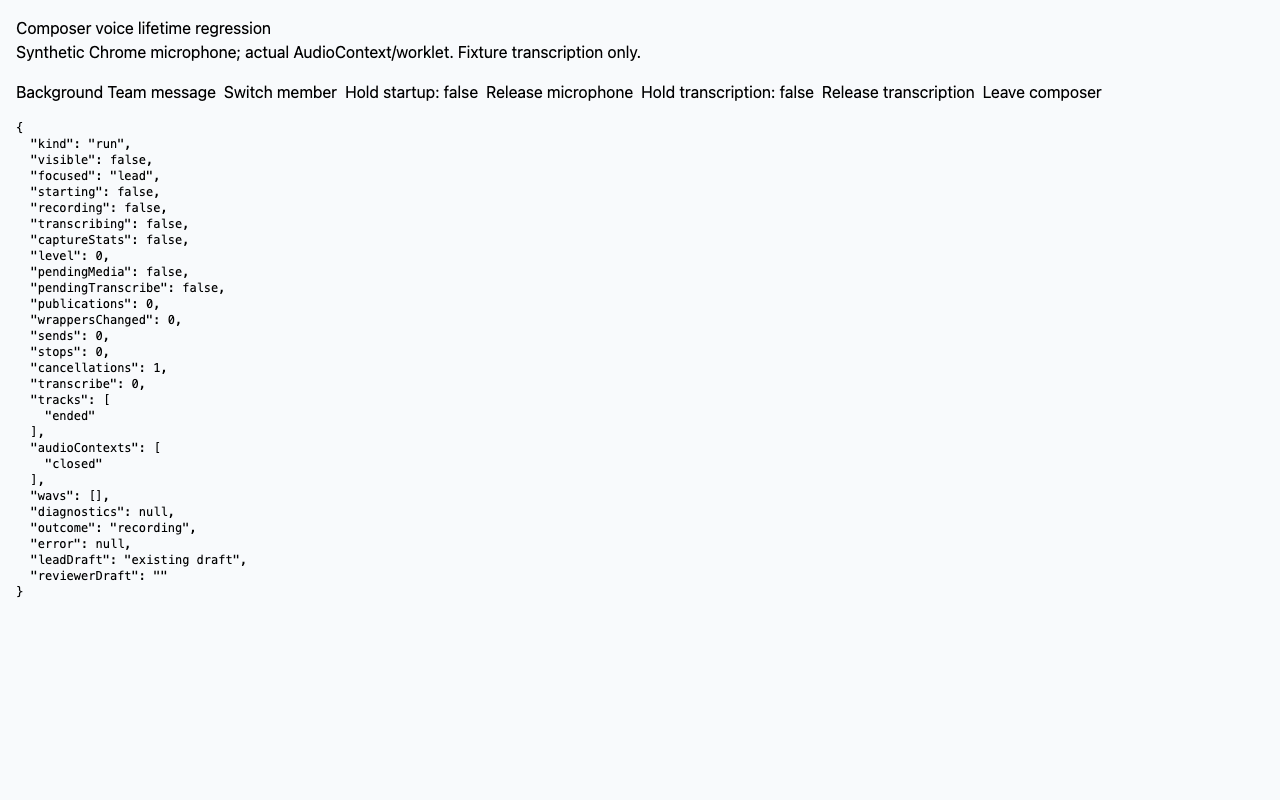 Composer voice lifetime regression
Synthetic Chrome microphone; actual AudioContext/worklet. Fixture transcription only.
Background Team message Switch member Hold startup: false Release microphone Hold transcription: false Release transcription Leave composer
{
  "kind": "run",
  "visible": false,
  "focused": "lead",
  "starting": false,
  "recording": false,
  "transcribing": false,
  "captureStats": false,
  "level": 0,
  "pendingMedia": false,
  "pendingTranscribe": false,
  "publications": 0,
  "wrappersChanged": 0,
  "sends": 0,
  "stops": 0,
  "cancellations": 1,
  "transcribe": 0,
  "tracks": [
    "ended"
  ],
  "audioContexts": [
    "closed"
  ],
  "wavs": [],
  "diagnostics": null,
  "outcome": "recording",
  "error": null,
  "leadDraft": "existing draft",
  "reviewerDraft": ""
}